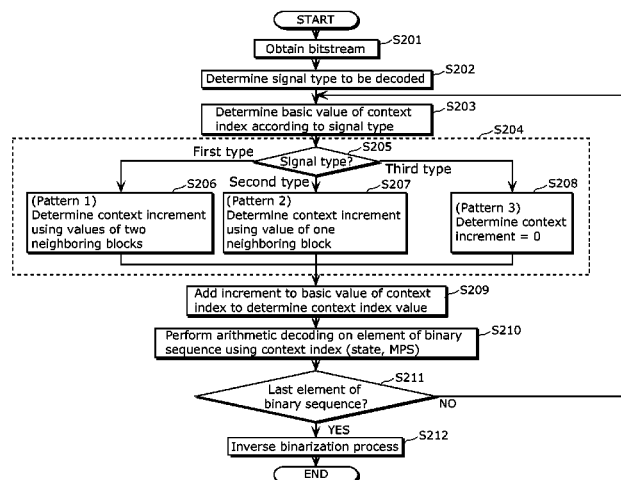 START
S201
Obtain bitstream
S202
Determine signal type to be decoded
S203
Determine basic value of context
index according to signal type
S204
S205
Signal type?
First type
Second type
Third type
S206
(Pattern 1)
Determine context increment
using values of two
neighboring blocks
S207
(Pattern 2)
Determine context increment
using value of one
neighboring block
S208
(Pattern 3)
Determine context
increment = 0
S209
Add increment to basic value of context
index to determine context index value
S210
Perform arithmetic decoding on element of binary
sequence using context index (state, MPS)
S211
Last element of
binary sequence?
NO
YES
S212
Inverse binarization process
END